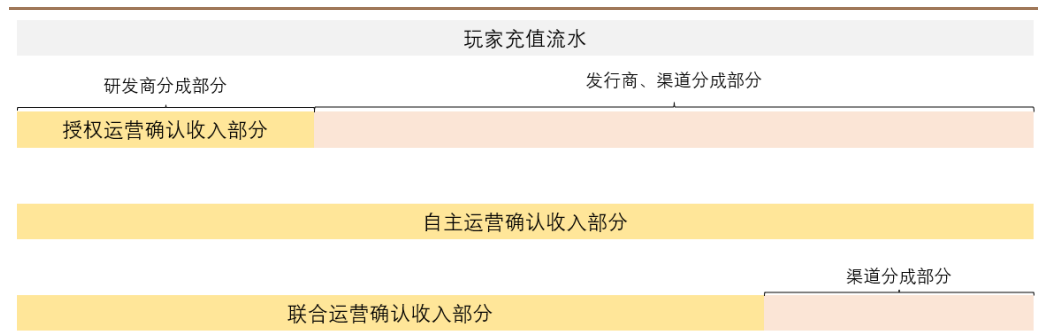 玩家充值流水
研发商分成部分
发行商、渠道分成部分
授权运营确认收入部分
自主运营确认收入部分
渠道分成部分
联合运营确认收入部分